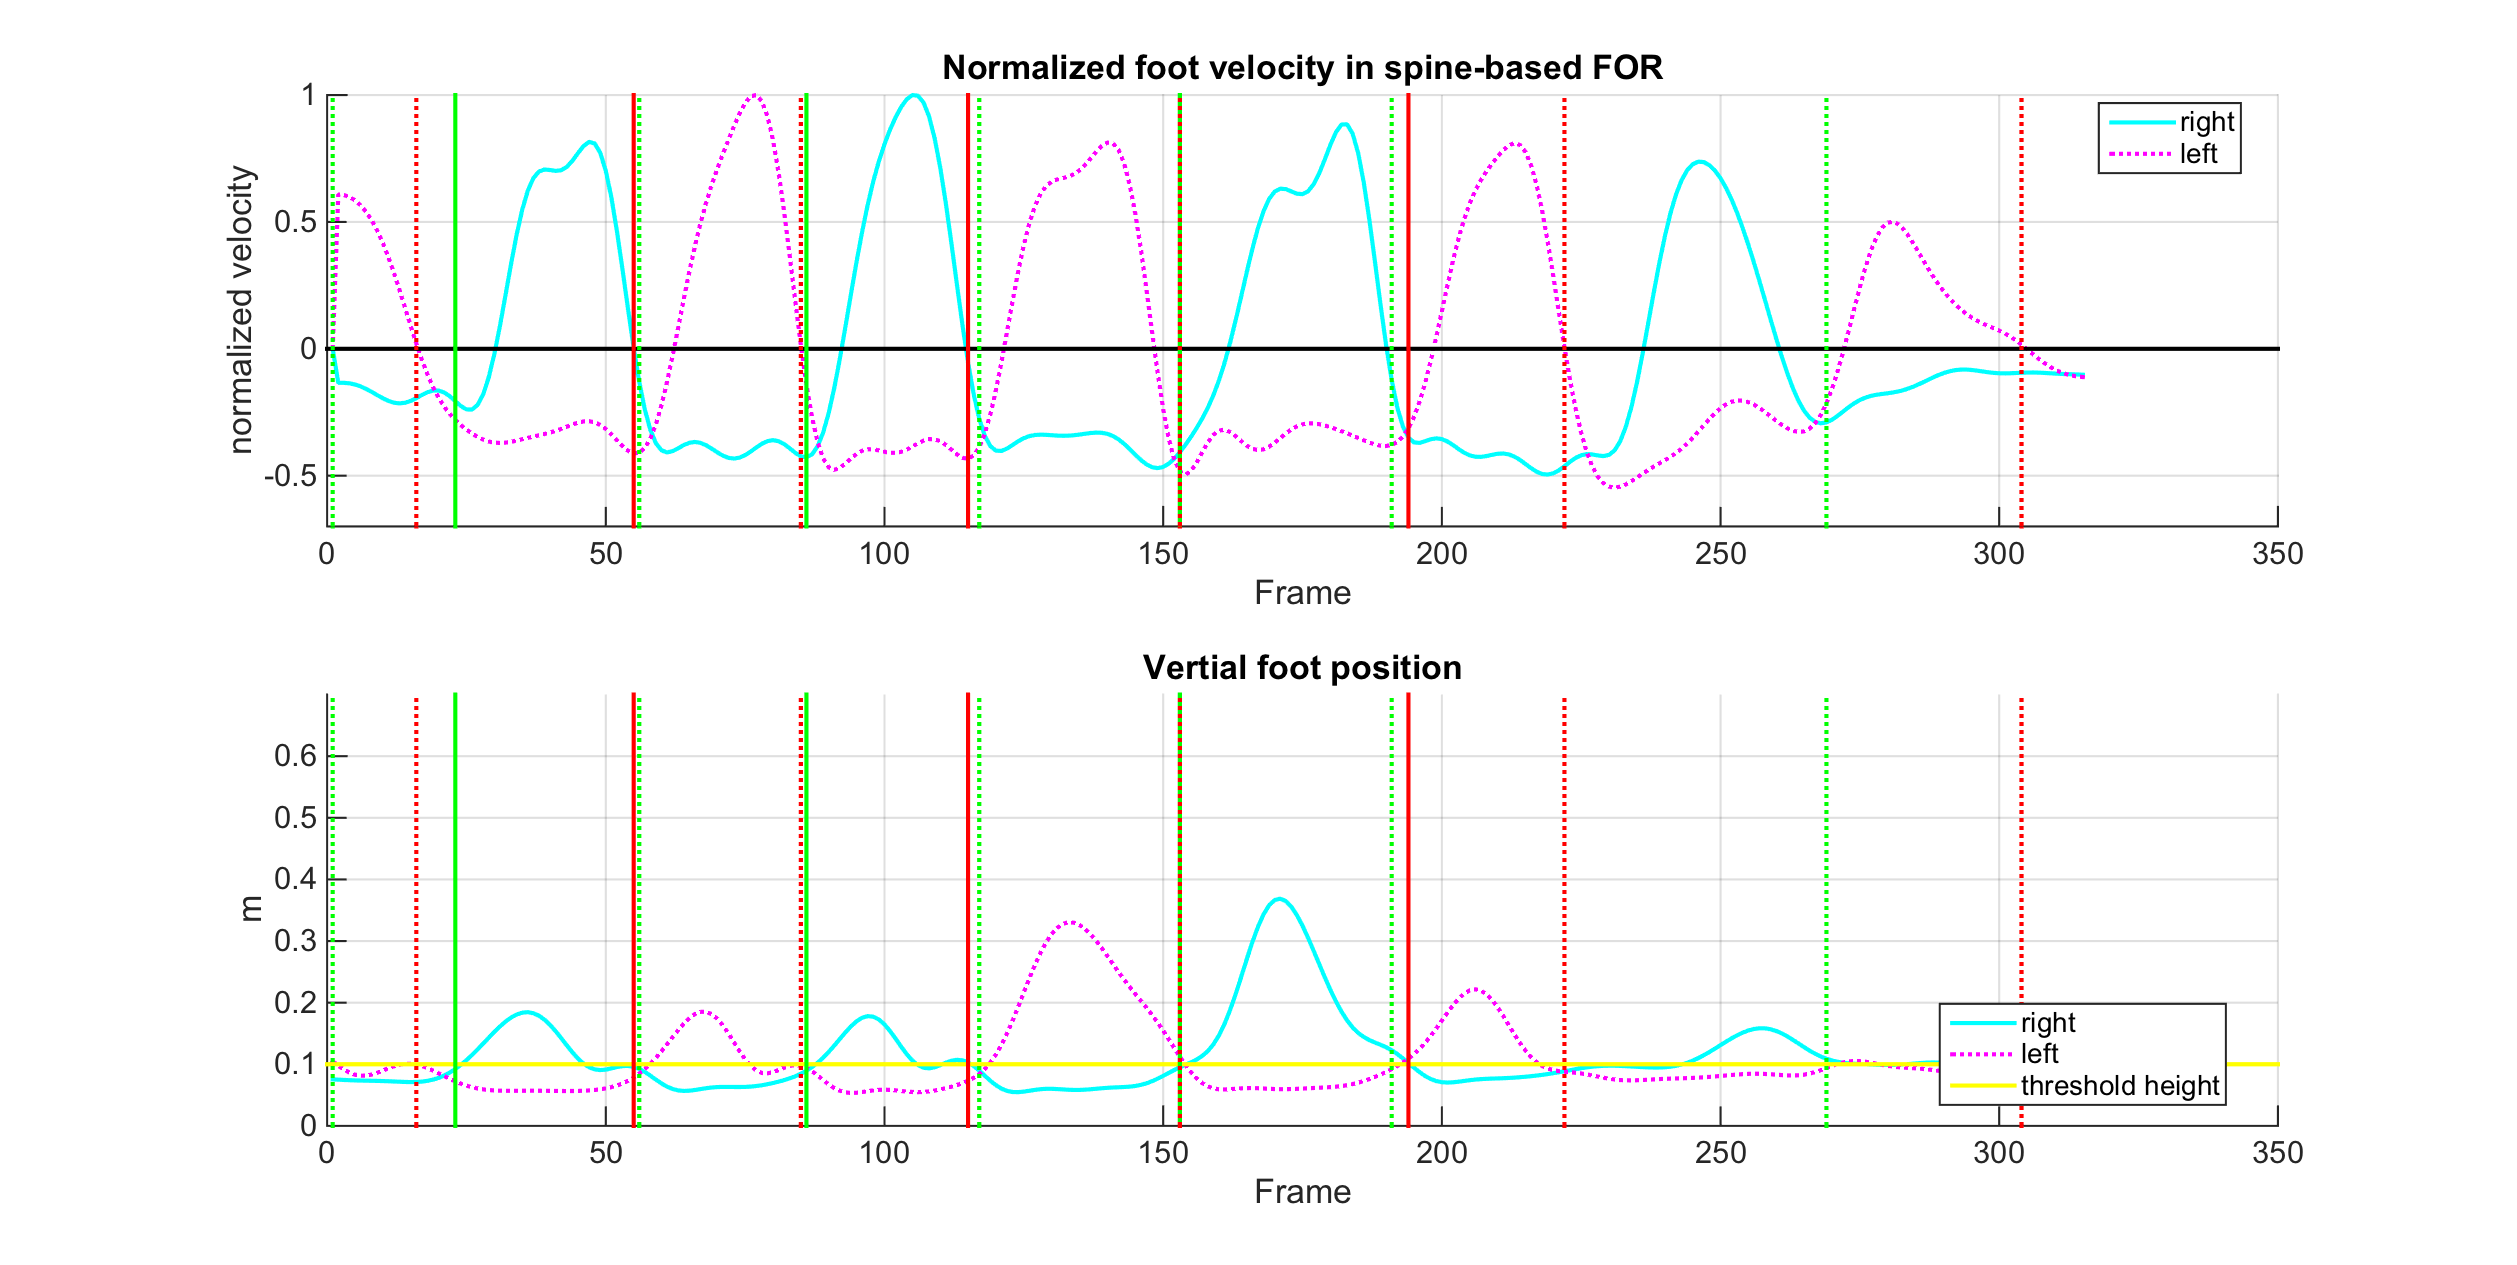 Normalized foot velocity in spine-based FOR
normalized velocity
1
0.5
0
-0.5
right
left
0 50 100 150 200 250 300 350
Frame
Vertial foot position
m
0.6
0.5
0.4
0.3
0.2
0.1
0
right
left
threshold height
0 50 100 150 200 250 300 350
Frame